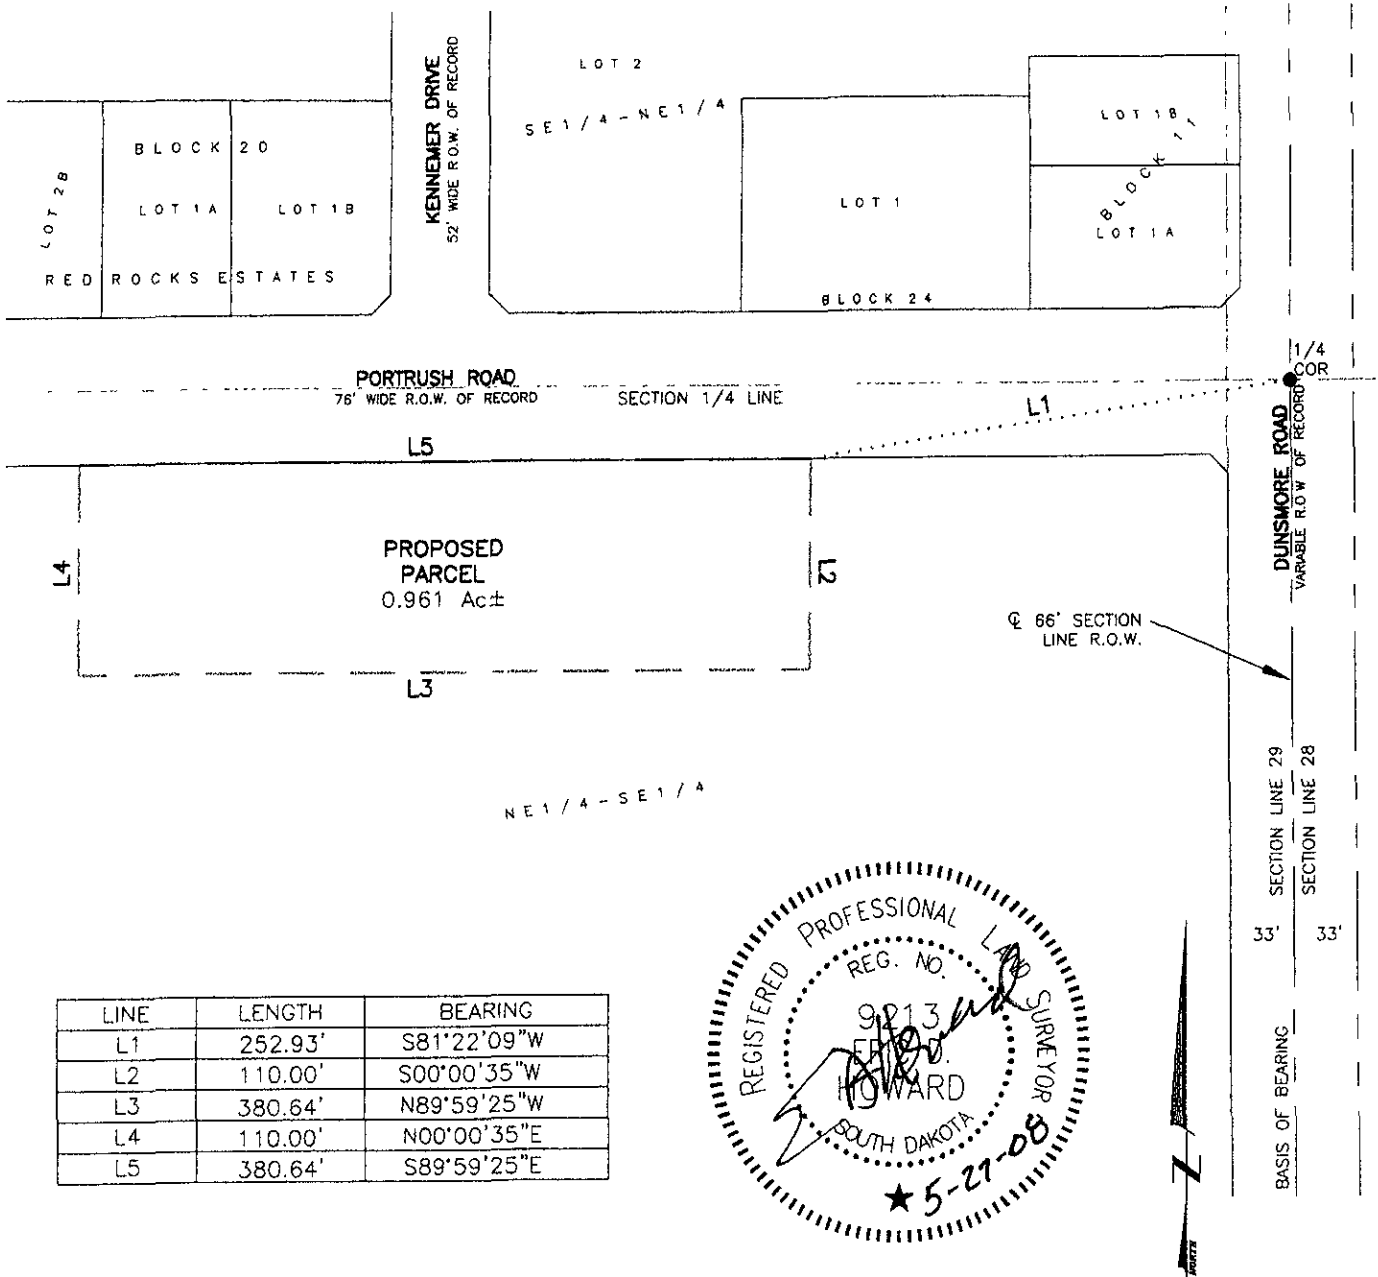 KENNEMER DRIVE
52' WIDE R.O.W. OF RECORD
LOT 2
SE1/4-NE1/4
BLOCK 20
LOT 2B
LOT 1A
LOT 1B
RED ROCKS ESTATES
LOT 1
BLOCK 24
LOT 1B
BLOCK 11
LOT 1A
PORTRUSH ROAD
76' WIDE R.O.W. OF RECORD
SECTION 1/4 LINE
L1
1/4
COR
DUNSMORE ROAD
VARIABLE R.O.W OF RECORD
L5
L4
PROPOSED
PARCEL
0.961 Ac±
L2
L3
℄ 66' SECTION
LINE R.O.W.
NE1/4-SE1/4
SECTION LINE 29
SECTION LINE 28
33'
33'
BASIS OF BEARING
LINE LENGTH BEARING
L1 252.93' S81°22'09"W
L2 110.00' S00°00'35"W
L3 380.64' N89°59'25"W
L4 110.00' N00°00'35"E
L5 380.64' S89°59'25"E
REGISTERED PROFESSIONAL LAND SURVEYOR
REG. NO.
9213
D.
HOWARD
SOUTH DAKOTA
5-27-08
N
NORTH